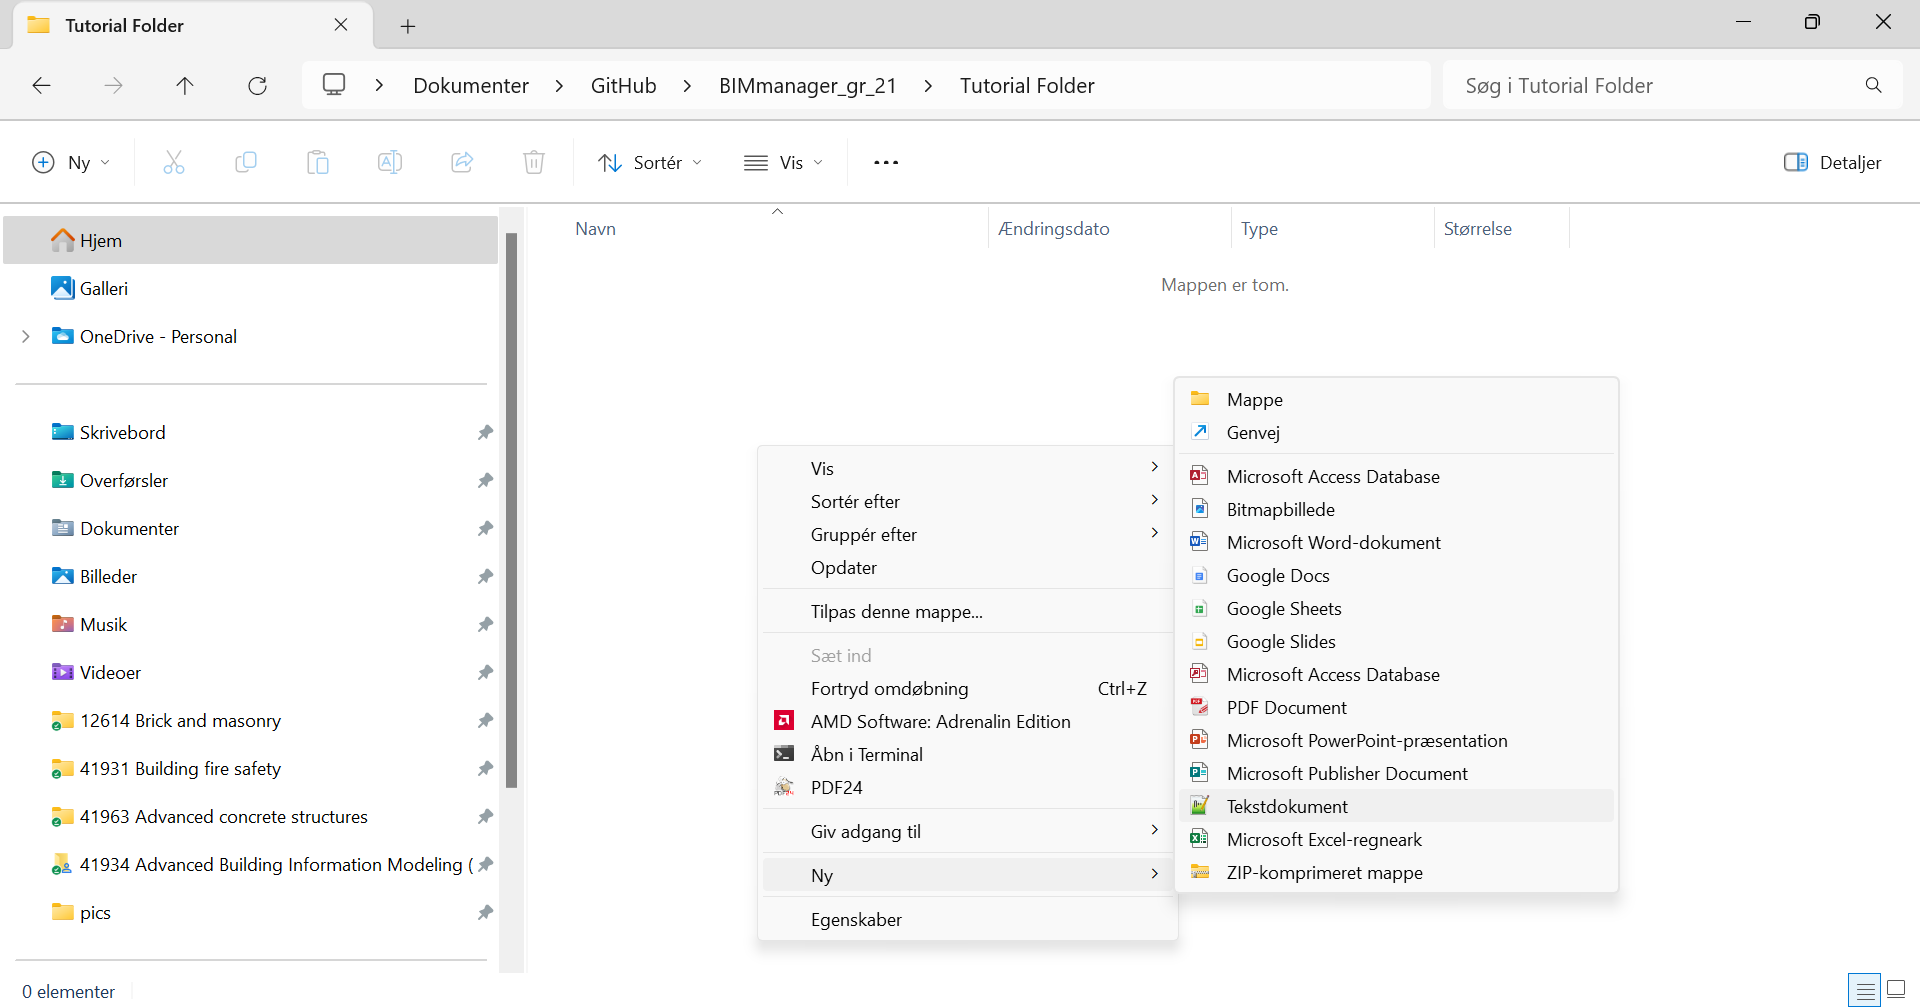 Tutorial Folder
Dokumenter
GitHub
BIMmanager_gr_21
Tutorial Folder
Søg i Tutorial Folder
Ny
Sortér
Vis
Detaljer
Hjem
Galleri
OneDrive - Personal
Skrivebord
Overførsler
Dokumenter
Billeder
Musik
Videoer
12614 Brick and masonry
41931 Building fire safety
41963 Advanced concrete structures
41934 Advanced Building Information Modeling (
pics
Navn
Ændringsdato
Type
Størrelse
Mappen er tom.
Vis
Sortér efter
Gruppér efter
Opdater
Tilpas denne mappe...
Sæt ind
Fortryd omdøbning Ctrl+Z
AMD Software: Adrenalin Edition
Åbn i Terminal
PDF24
Giv adgang til
Ny
Egenskaber
Mappe
Genvej
Microsoft Access Database
Bitmapbillede
Microsoft Word-dokument
Google Docs
Google Sheets
Google Slides
Microsoft Access Database
PDF Document
Microsoft PowerPoint-præsentation
Microsoft Publisher Document
Tekstdokument
Microsoft Excel-regneark
ZIP-komprimeret mappe
0 elementer